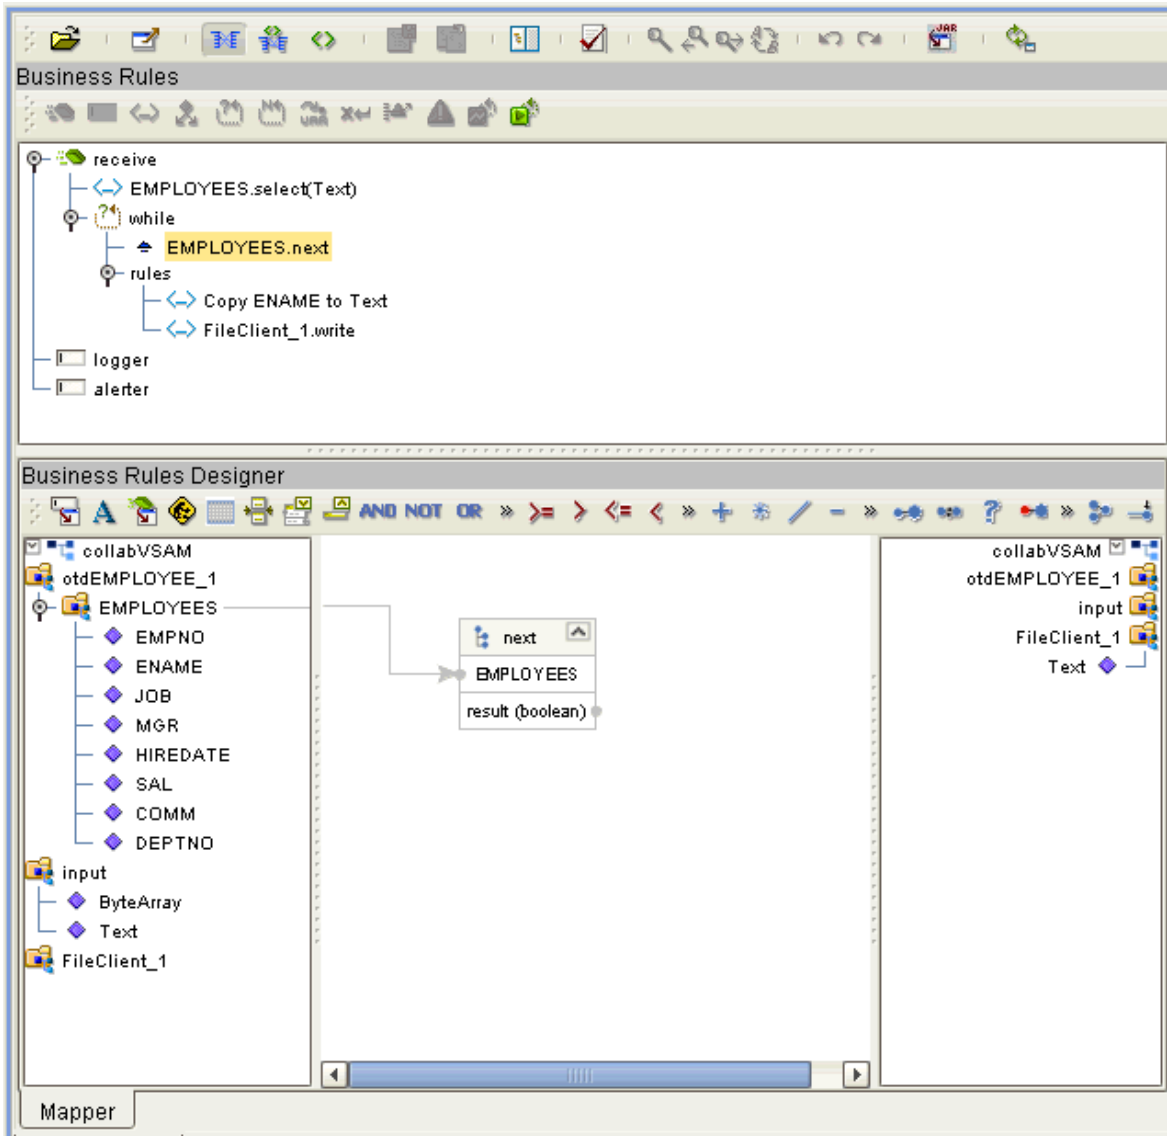 JAR
Business Rules
JAR
receive
EMPLOYEES.select(Text)
while
EMPLOYEES.next
rules
Copy ENAME to Text
FileClient_1.write
logger
alerter
Business Rules Designer
A AND NOT OR » >= > <= < » + / - » ? »
collabVSAM
otdEMPLOYEE_1
EMPLOYEES
EMPNO
ENAME
JOB
MGR
HIREDATE
SAL
COMM
DEPTNO
input
ByteArray
Text
FileClient_1
next
EMPLOYEES
result (boolean)
collabVSAM
otdEMPLOYEE_1
input
FileClient_1
Text
Mapper